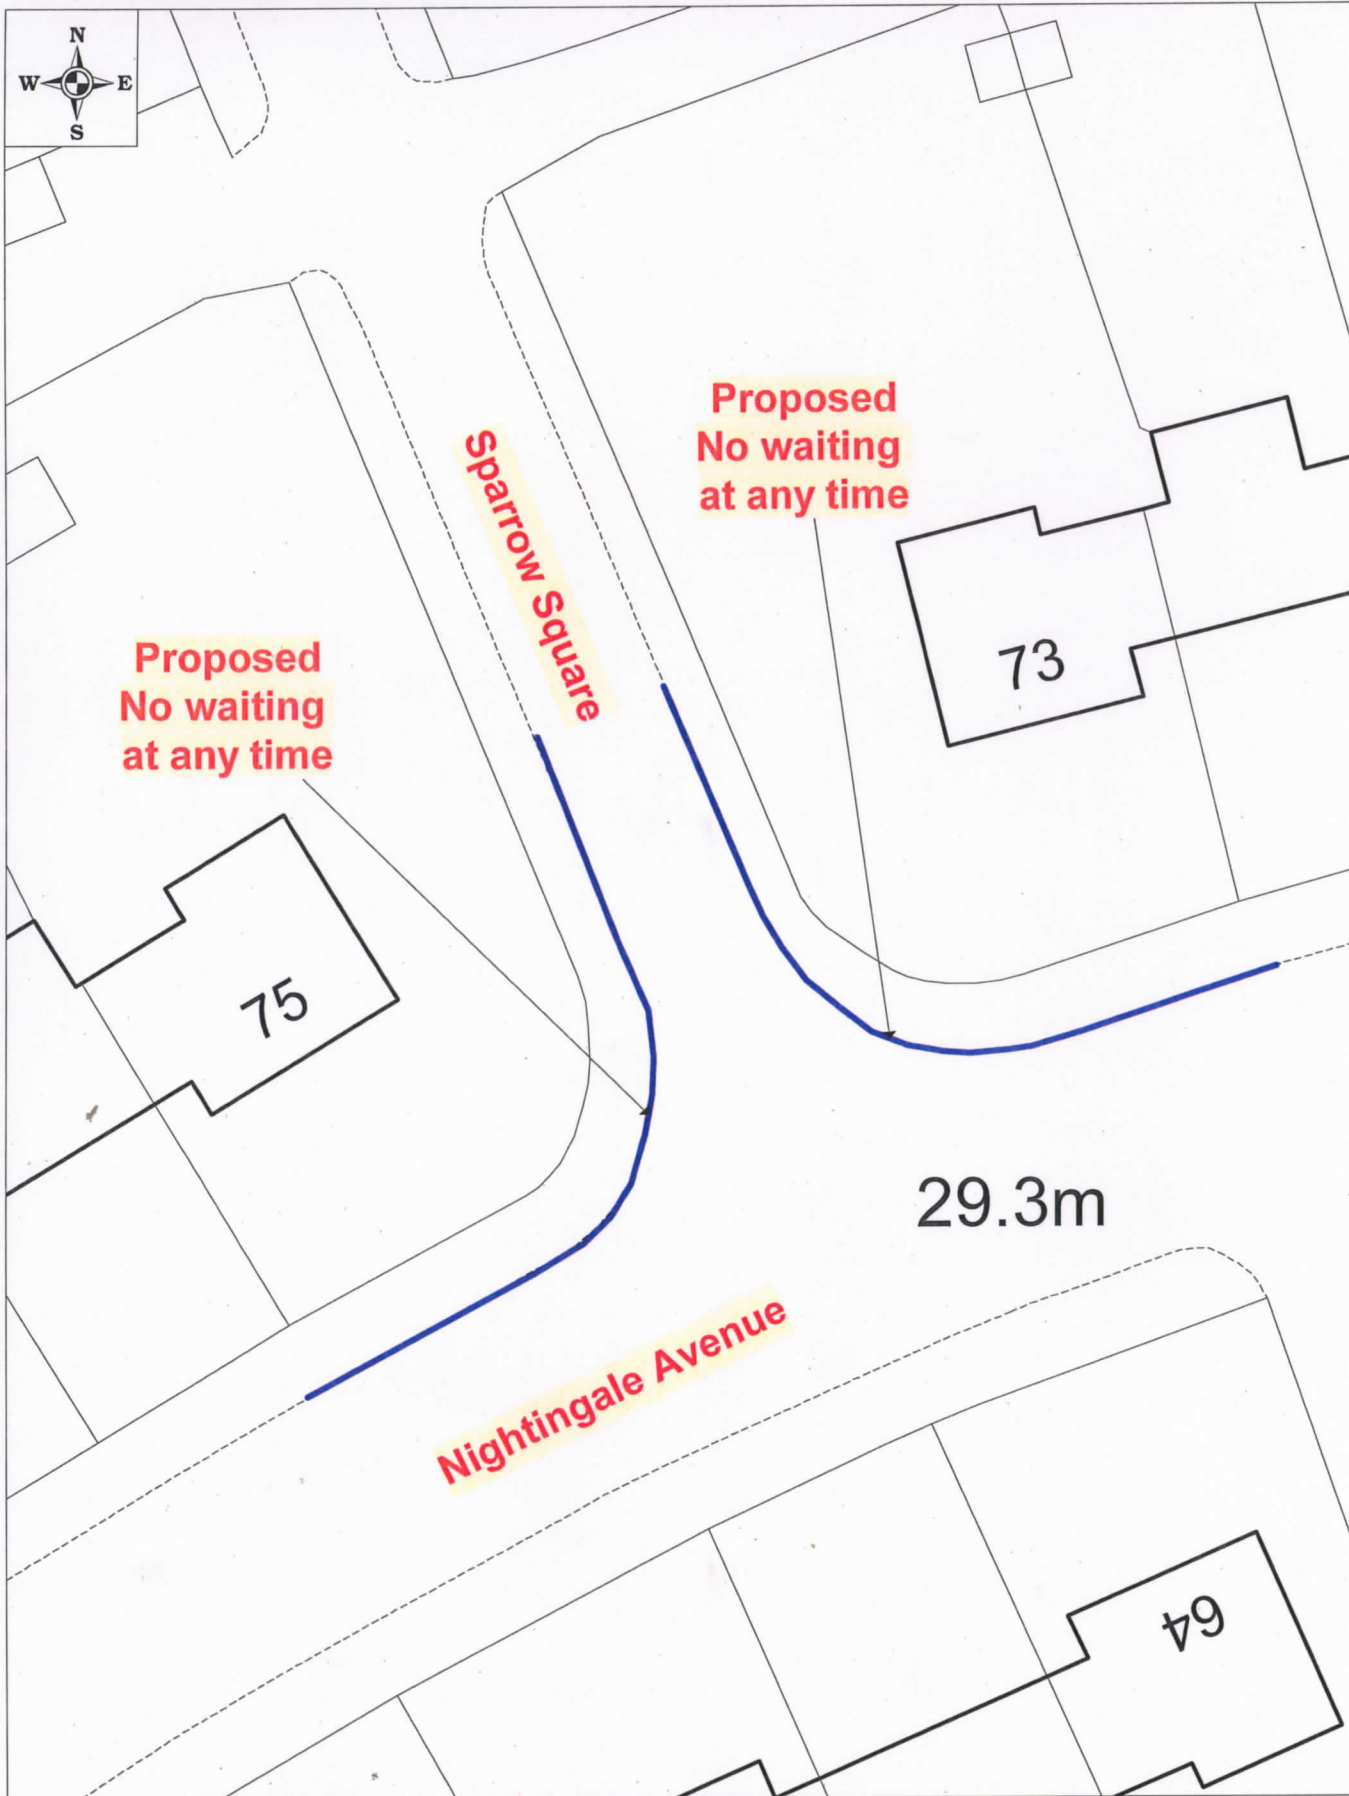 N
W E
S
Proposed
No waiting
at any time
Sparrow Square
Proposed
No waiting
at any time
73
75
29.3m
Nightingale Avenue
64